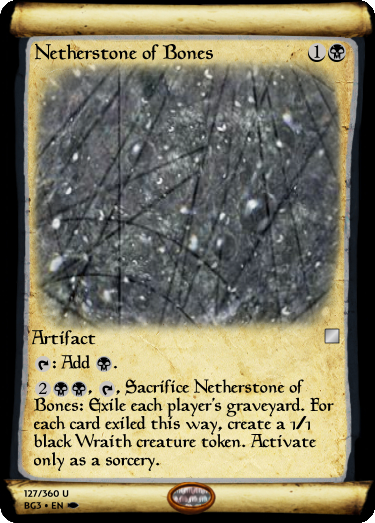 Netherstone of Bones 1
Artifact
: Add .
2 , , Sacrifice Netherstone of
Bones: Exile each player's graveyard. For
each card exiled this way, create a 1/1
black Wraith creature token. Activate
only as a sorcery.
127/360 U
BG3 • EN